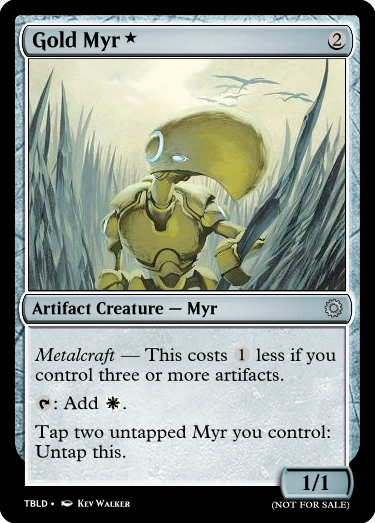 Gold Myr ★ 2
Artifact Creature — Myr
Metalcraft — This costs 1 less if you
control three or more artifacts.
: Add .
Tap two untapped Myr you control:
Untap this.
1/1
TBLD • Kev Walker
(NOT FOR SALE)